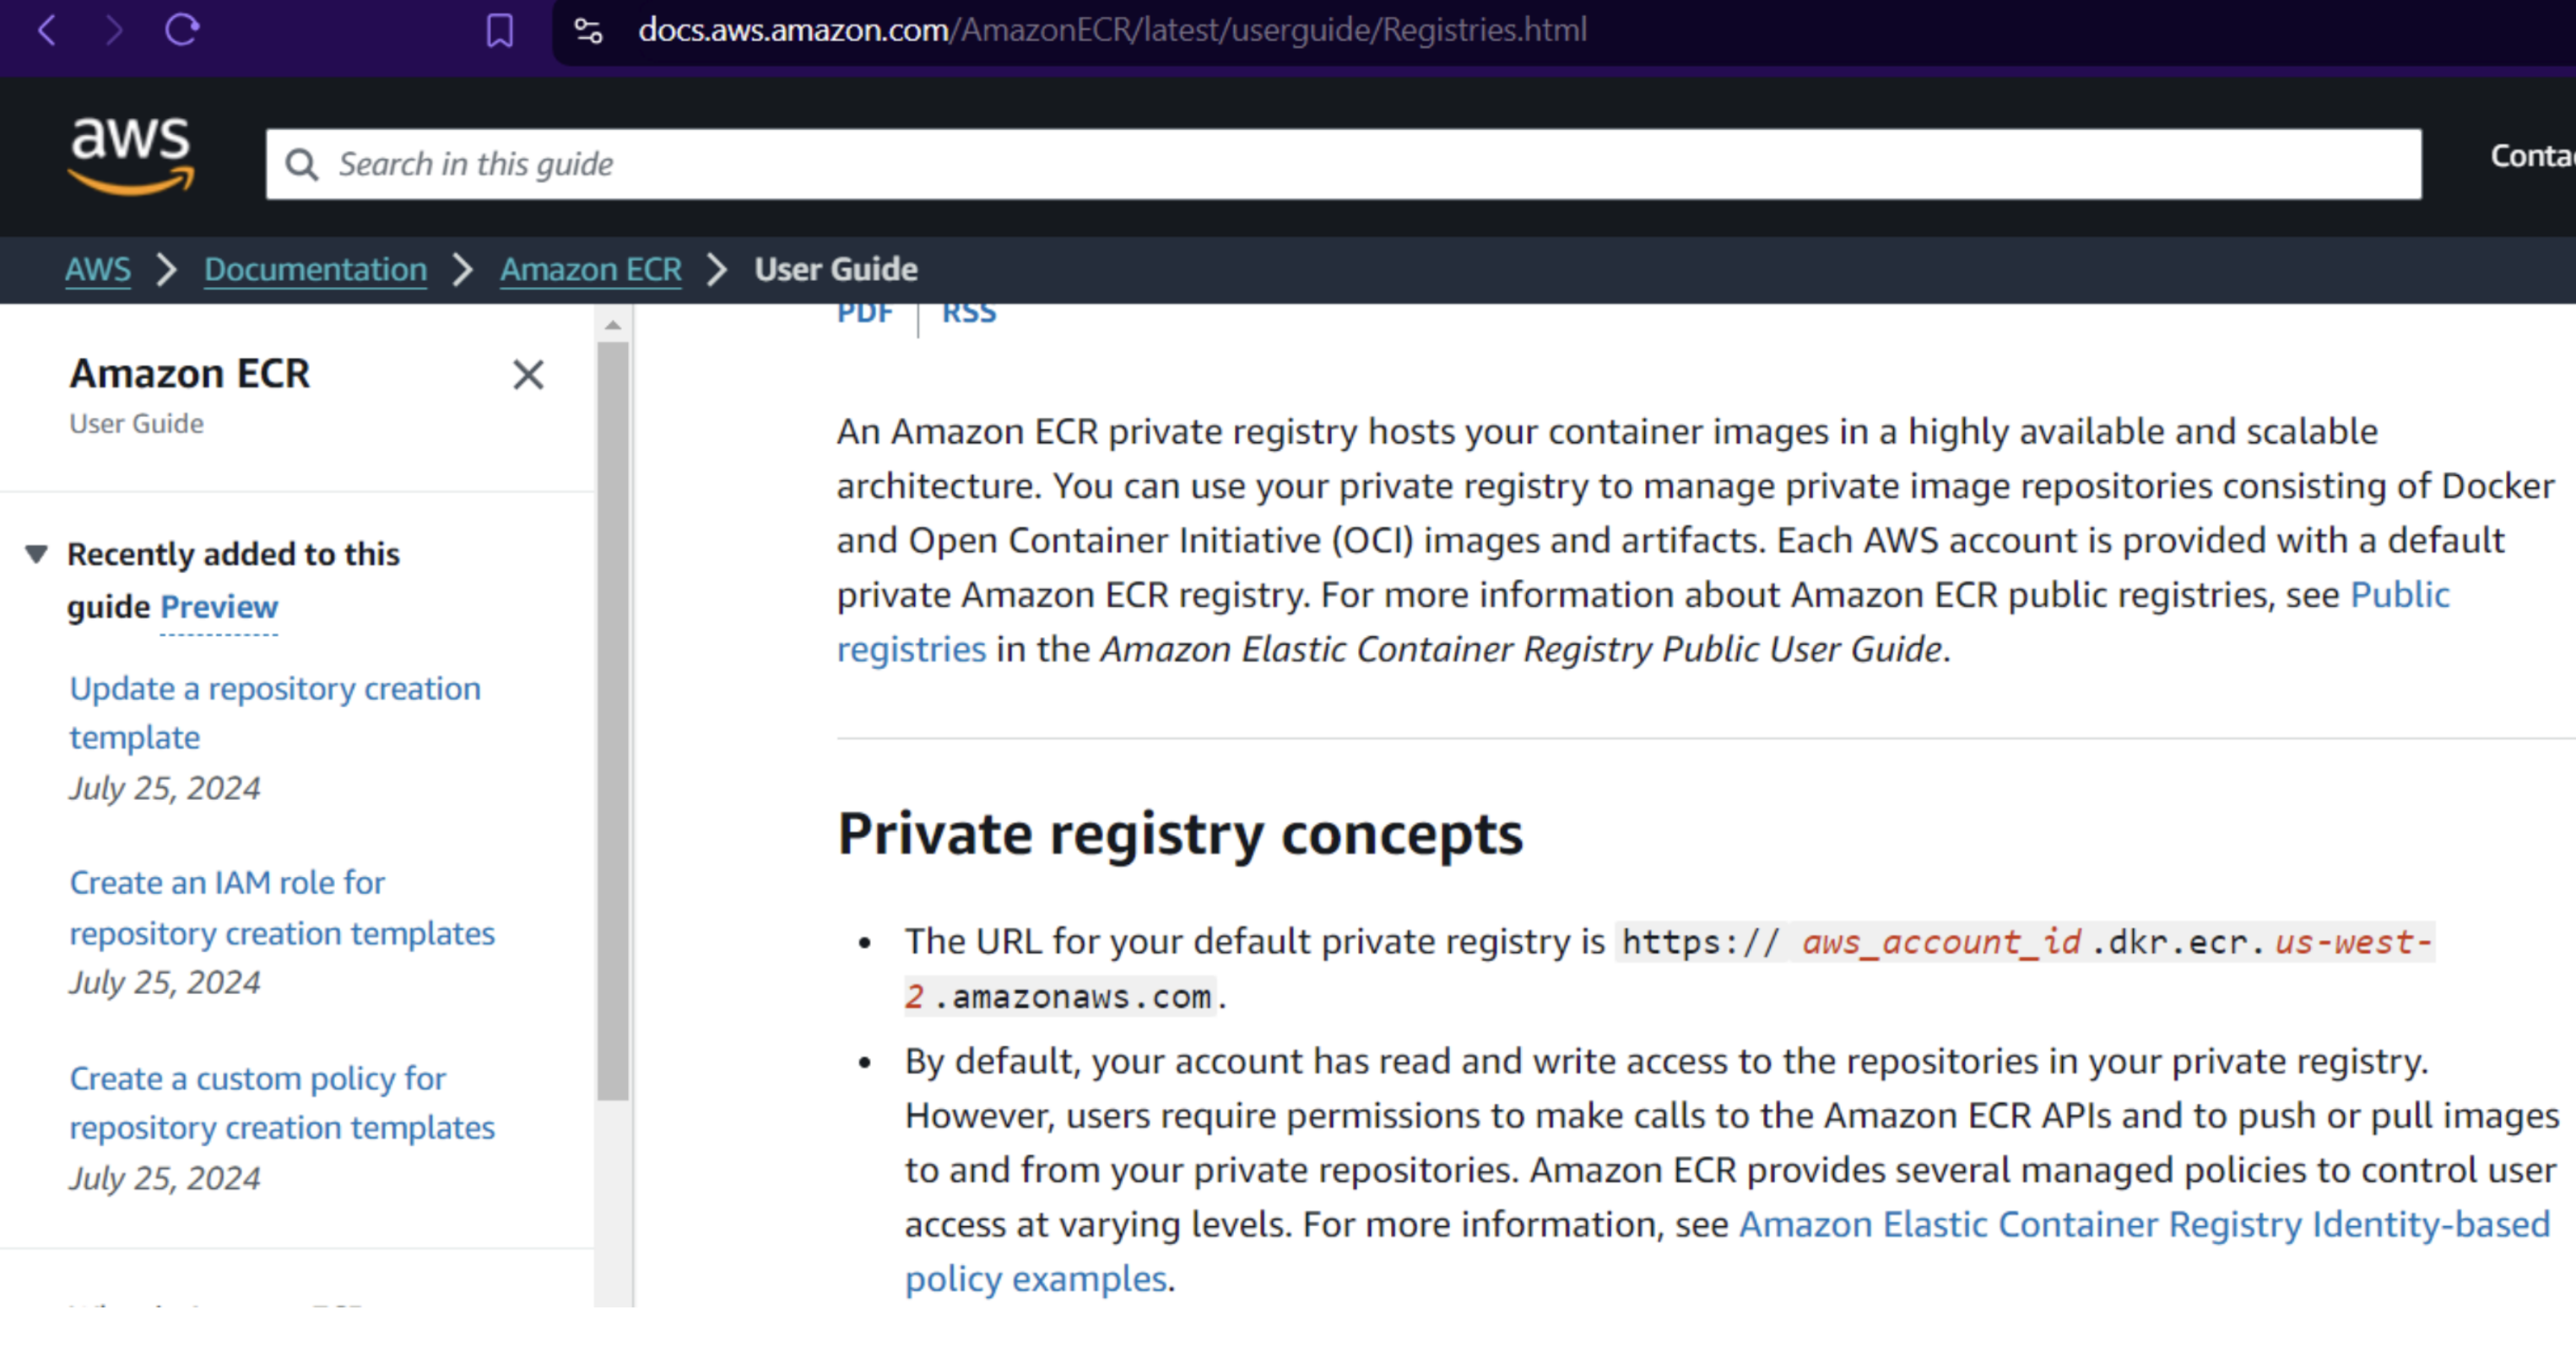 docs.aws.amazon.com/AmazonECR/latest/userguide/Registries.html
aws
Search in this guide
AWS
Documentation
Amazon ECR
User Guide
PDF
RSS
Amazon ECR
User Guide
Recently added to this
guide Preview
Update a repository creation
template
July 25, 2024
Create an IAM role for
repository creation templates
July 25, 2024
Create a custom policy for
repository creation templates
July 25, 2024
An Amazon ECR private registry hosts your container images in a highly available and scalable
architecture. You can use your private registry to manage private image repositories consisting of Docker
and Open Container Initiative (OCI) images and artifacts. Each AWS account is provided with a default
private Amazon ECR registry. For more information about Amazon ECR public registries, see Public
registries in the Amazon Elastic Container Registry Public User Guide.
Private registry concepts
• The URL for your default private registry is https:// aws_account_id .dkr.ecr. us-west-
2 .amazonaws.com.
• By default, your account has read and write access to the repositories in your private registry.
However, users require permissions to make calls to the Amazon ECR APIs and to push or pull images
to and from your private repositories. Amazon ECR provides several managed policies to control user
access at varying levels. For more information, see Amazon Elastic Container Registry Identity-based
policy examples.